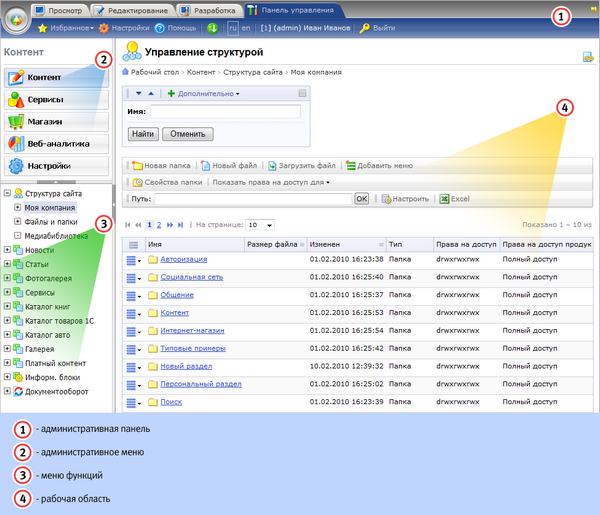 Просмотр Редактирование Разработка Панель управления 1
Избранное Настройки Помощь ru en [1] (admin) Иван Иванов Выйти
Контент
2
Контент
Сервисы
Магазин
Веб-аналитика
Настройки
Структура сайта
Моя компания
Файлы и папки
Медиабиблиотека
3
Новости
Статьи
Фотогалерея
Сервисы
Каталог книг
Каталог товаров 1С
Каталог авто
Галерея
Платный контент
Информ. блоки
Документооборот
Управление структурой
Рабочий стол › Контент › Структура сайта › Моя компания
Дополнительно
Имя:
Найти Отменить
4
Новая папка Новый файл Загрузить файл Добавить меню
Свойства папки Показать права на доступ для
Путь: OK Настроить Excel
1 2 На странице: 10 Показано 1 – 10 из
Имя Размер файла Изменен Тип Права на доступ Права на доступ продук
Авторизация 01.02.2010 16:23:38 Папка drwxrwxrwx Полный доступ
Социальная сеть 01.02.2010 16:25:40 Папка drwxrwxrwx Полный доступ
Общение 01.02.2010 16:25:37 Папка drwxrwxrwx Полный доступ
Контент 01.02.2010 16:23:53 Папка drwxrwxrwx Полный доступ
Интернет-магазин 01.02.2010 16:25:54 Папка drwxrwxrwx Полный доступ
Типовые примеры 01.02.2010 16:25:42 Папка drwxrwxrwx Полный доступ
Новый раздел 10.02.2010 12:39:32 Папка drwxrwxrwx Полный доступ
Персональный раздел 01.02.2010 16:25:02 Папка drwxrwxrwx Полный доступ
Поиск 01.02.2010 16:23:39 Папка drwxrwxrwx Полный доступ
1 - административная панель
2 - административное меню
3 - меню функций
4 - рабочая область